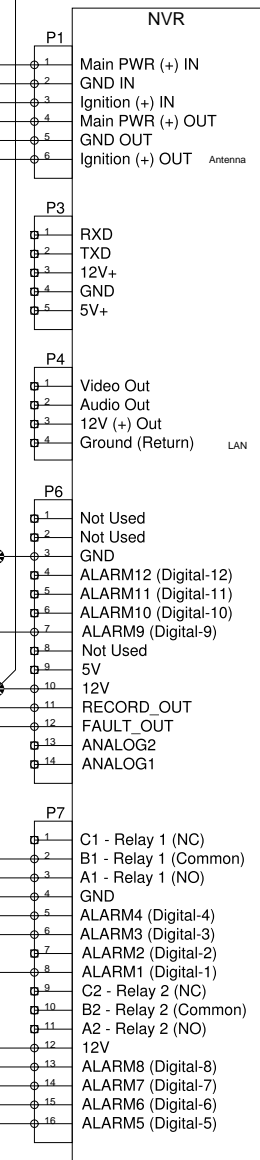 NVR
P1
1 Main PWR (+) IN
2 GND IN
3 Ignition (+) IN
4 Main PWR (+) OUT
5 GND OUT
6 Ignition (+) OUT Antenna
P3
1 RXD
2 TXD
3 12V+
4 GND
5 5V+
P4
1 Video Out
2 Audio Out
3 12V (+) Out
4 Ground (Return) LAN
P6
1 Not Used
2 Not Used
3 GND
4 ALARM12 (Digital-12)
5 ALARM11 (Digital-11)
6 ALARM10 (Digital-10)
7 ALARM9 (Digital-9)
8 Not Used
9 5V
10 12V
11 RECORD_OUT
12 FAULT_OUT
13 ANALOG2
14 ANALOG1
P7
1 C1 - Relay 1 (NC)
2 B1 - Relay 1 (Common)
3 A1 - Relay 1 (NO)
4 GND
5 ALARM4 (Digital-4)
6 ALARM3 (Digital-3)
7 ALARM2 (Digital-2)
8 ALARM1 (Digital-1)
9 C2 - Relay 2 (NC)
10 B2 - Relay 2 (Common)
11 A2 - Relay 2 (NO)
12 12V
13 ALARM8 (Digital-8)
14 ALARM7 (Digital-7)
15 ALARM6 (Digital-6)
16 ALARM5 (Digital-5)